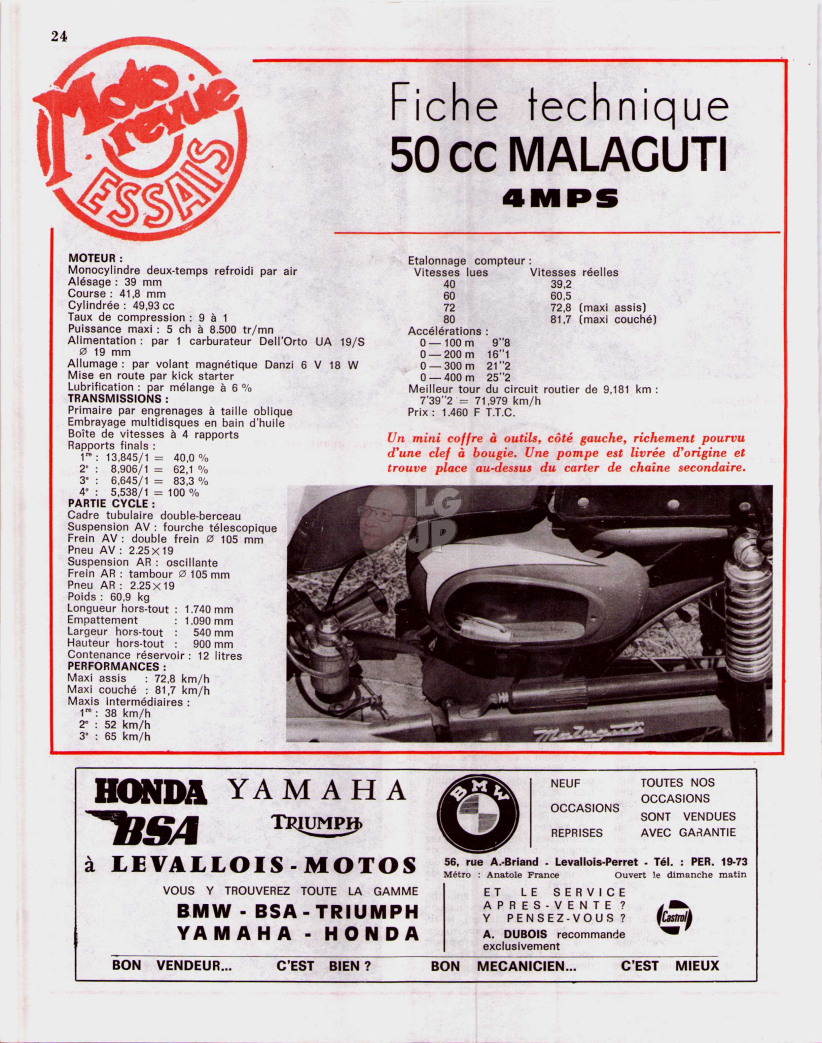 24
Moto
revue
ESSAIS
Fiche technique
50 cc MALAGUTI
4MPS
MOTEUR :
Monocylindre deux-temps refroidi par air
Alésage : 39 mm
Course : 41,8 mm
Cylindrée : 49,93 cc
Taux de compression : 9 à 1
Puissance maxi : 5 ch à 8.500 tr/mn
Alimentation : par 1 carburateur Dell'Orto UA 19/S
Ø 19 mm
Allumage : par volant magnétique Danzi 6 V 18 W
Mise en route par kick starter
Lubrification : par mélange à 6 %
TRANSMISSIONS :
Primaire par engrenages à taille oblique
Embrayage multidisques en bain d'huile
Boîte de vitesses à 4 rapports
Rapports finals :
1re : 13,845/1 = 40,0 %
2e : 8,906/1 = 62,1 %
3e : 6,645/1 = 83,3 %
4e : 5,538/1 = 100 %
PARTIE CYCLE :
Cadre tubulaire double-berceau
Suspension AV : fourche télescopique
Frein AV : double frein Ø 105 mm
Pneu AV : 2.25×19
Suspension AR : oscillante
Frein AR : tambour Ø 105 mm
Pneu AR : 2.25×19
Poids : 60,9 kg
Longueur hors-tout : 1.740 mm
Empattement : 1.090 mm
Largeur hors-tout : 540 mm
Hauteur hors-tout : 900 mm
Contenance réservoir : 12 litres
PERFORMANCES :
Maxi assis : 72,8 km/h
Maxi couché : 81,7 km/h
Maxis intermédiaires :
1re : 38 km/h
2e : 52 km/h
3e : 65 km/h
Etalonnage compteur :
Vitesses lues Vitesses réelles
40 39,2
60 60,5
72 72,8 (maxi assis)
80 81,7 (maxi couché)
Accélérations :
0 — 100 m 9"8
0 — 200 m 16"1
0 — 300 m 21"2
0 — 400 m 25"2
Meilleur tour du circuit routier de 9,181 km :
7'39"2 = 71,979 km/h
Prix : 1.460 F T.T.C.
Un mini coffre à outils, côté gauche, richement pourvu
d'une clef à bougie. Une pompe est livrée d'origine et
trouve place au-dessus du carter de chaîne secondaire.
LG
JP
Malaguti
HONDA YAMAHA
BSA TRIUMPH
à LEVALLOIS-MOTOS
VOUS Y TROUVEREZ TOUTE LA GAMME
BMW - BSA - TRIUMPH
YAMAHA - HONDA
BMW
NEUF
OCCASIONS
REPRISES
TOUTES NOS
OCCASIONS
SONT VENDUES
AVEC GARANTIE
56, rue A.-Briand - Levallois-Perret - Tél. : PER. 19-73
Métro : Anatole France Ouvert le dimanche matin
ET LE SERVICE
APRES-VENTE ?
Y PENSEZ-VOUS ?
A. DUBOIS recommande
exclusivement
Castrol
BON VENDEUR... C'EST BIEN ? BON MECANICIEN... C'EST MIEUX